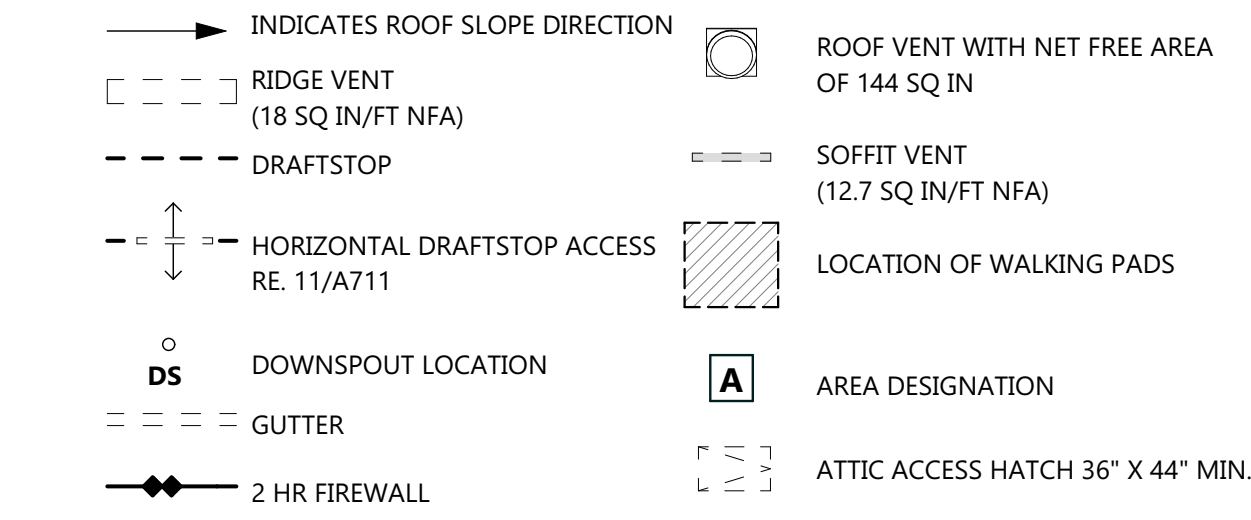 INDICATES ROOF SLOPE DIRECTION
RIDGE VENT
(18 SQ IN/FT NFA)
DRAFTSTOP
HORIZONTAL DRAFTSTOP ACCESS
RE. 11/A711
DS
DOWNSPOUT LOCATION
GUTTER
2 HR FIREWALL
ROOF VENT WITH NET FREE AREA
OF 144 SQ IN
SOFFIT VENT
(12.7 SQ IN/FT NFA)
LOCATION OF WALKING PADS
A
AREA DESIGNATION
ATTIC ACCESS HATCH 36" X 44" MIN.